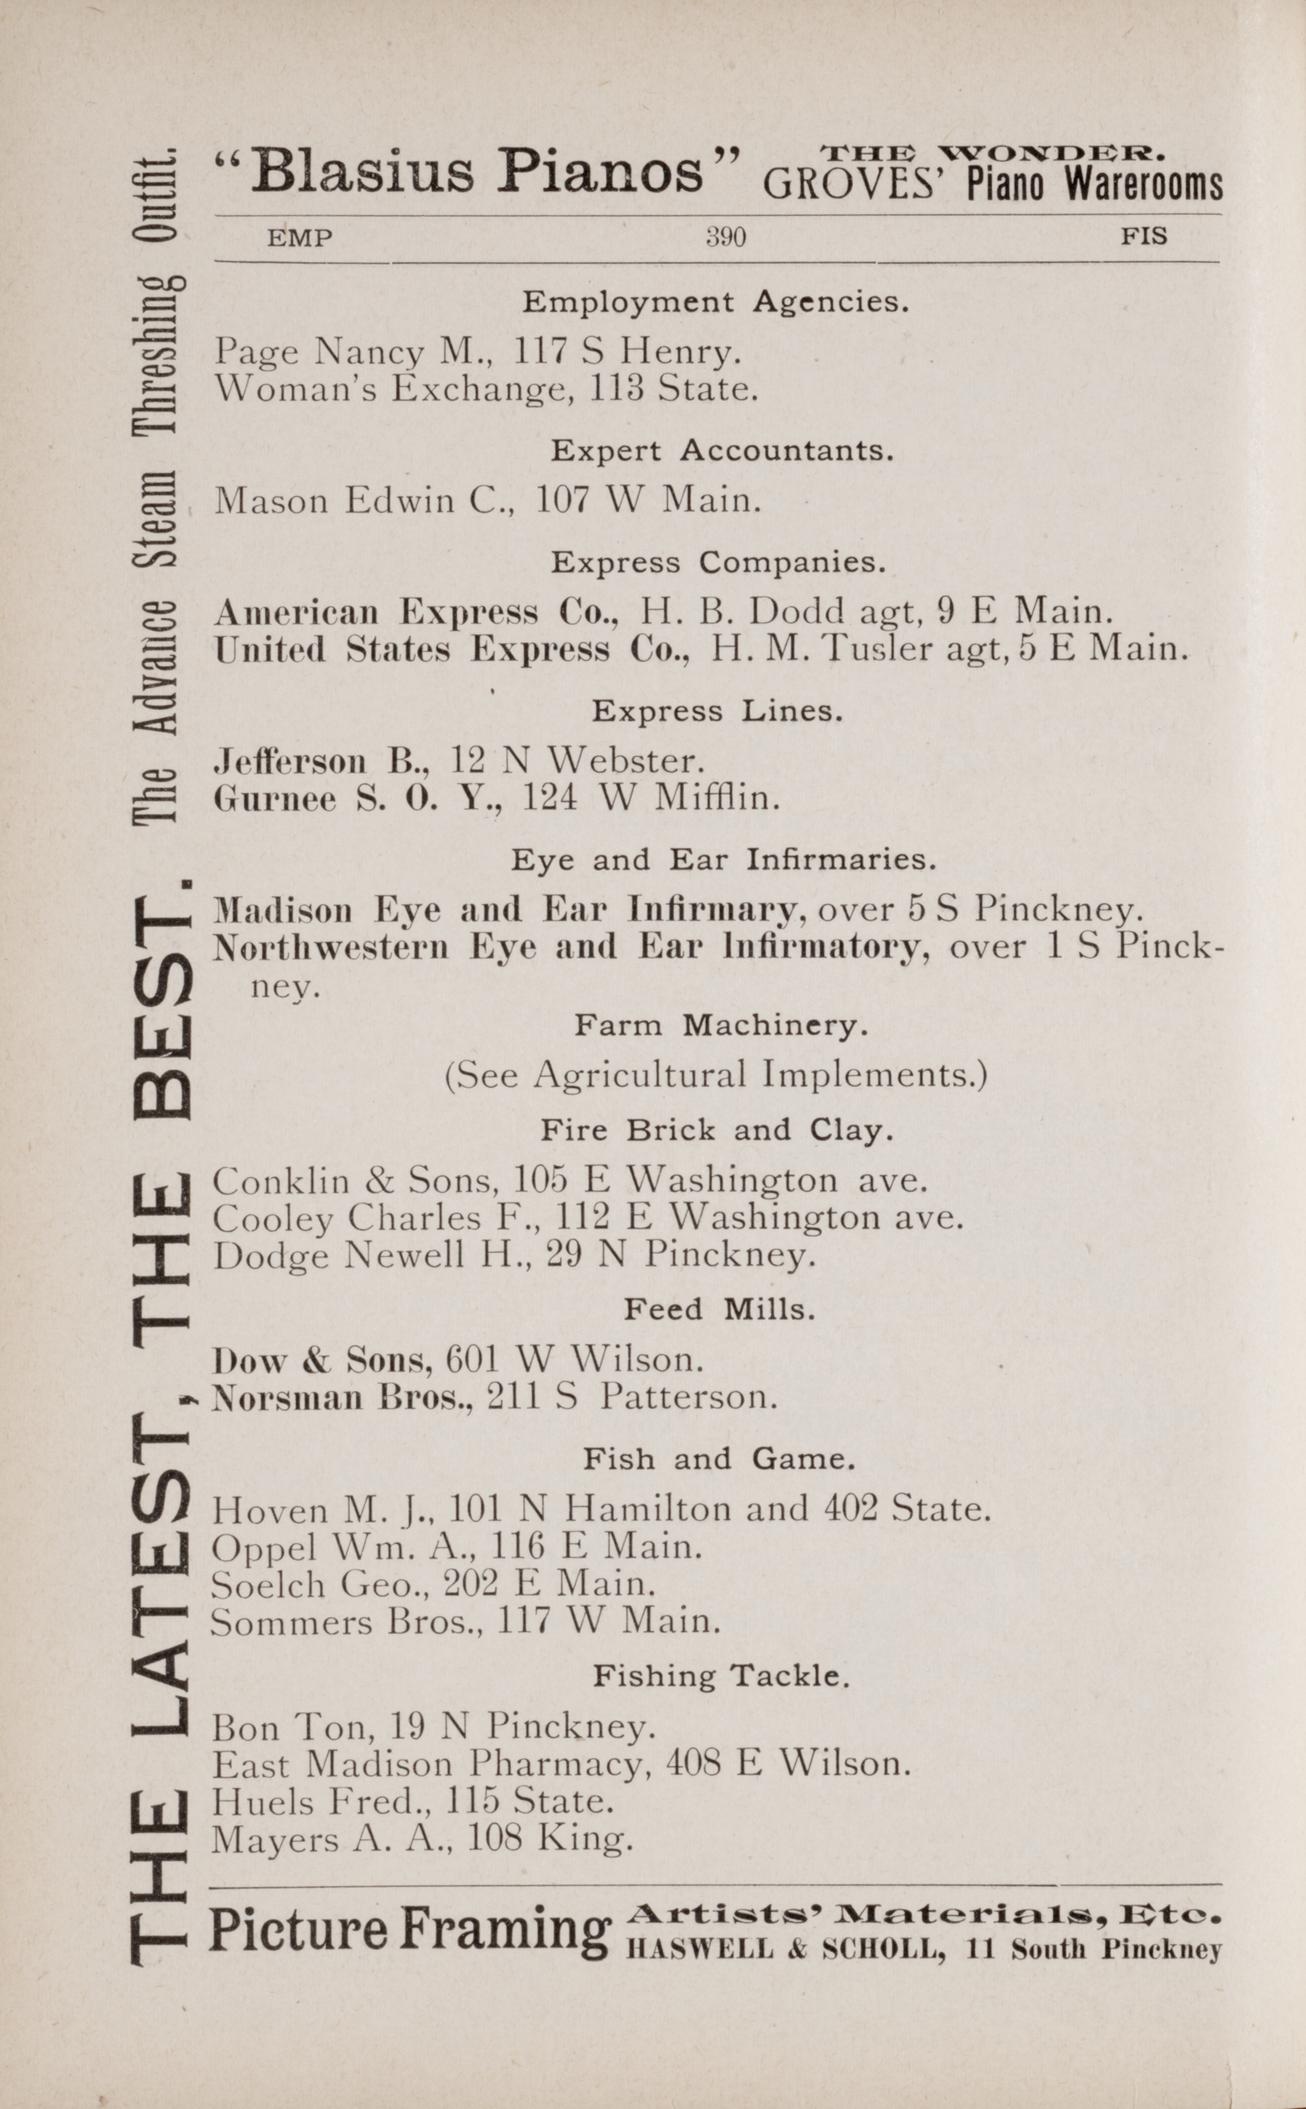 "Blasius Pianos" THE WONDER.
GROVES' Piano Warerooms
EMP 390 FIS
Employment Agencies.
Page Nancy M., 117 S Henry.
Woman's Exchange, 113 State.
Expert Accountants.
Mason Edwin C., 107 W Main.
Express Companies.
American Express Co., H. B. Dodd agt, 9 E Main.
United States Express Co., H. M. Tusler agt, 5 E Main.
Express Lines.
Jefferson B., 12 N Webster.
Gurnee S. O. Y., 124 W Mifflin.
Eye and Ear Infirmaries.
Madison Eye and Ear Infirmary, over 5 S Pinckney.
Northwestern Eye and Ear Infirmatory, over 1 S Pinck-
ney.
Farm Machinery.
(See Agricultural Implements.)
Fire Brick and Clay.
Conklin & Sons, 105 E Washington ave.
Cooley Charles F., 112 E Washington ave.
Dodge Newell H., 29 N Pinckney.
Feed Mills.
Dow & Sons, 601 W Wilson.
Norsman Bros., 211 S Patterson.
Fish and Game.
Hoven M. J., 101 N Hamilton and 402 State.
Oppel Wm. A., 116 E Main.
Soelch Geo., 202 E Main.
Sommers Bros., 117 W Main.
Fishing Tackle.
Bon Ton, 19 N Pinckney.
East Madison Pharmacy, 408 E Wilson.
Huels Fred., 115 State.
Mayers A. A., 108 King.
Picture Framing Artists' Materials, Etc.
HASWELL & SCHOLL, 11 South Pinckney
THE LATEST, THE BEST. The Advance Steam Threshing Outfit.